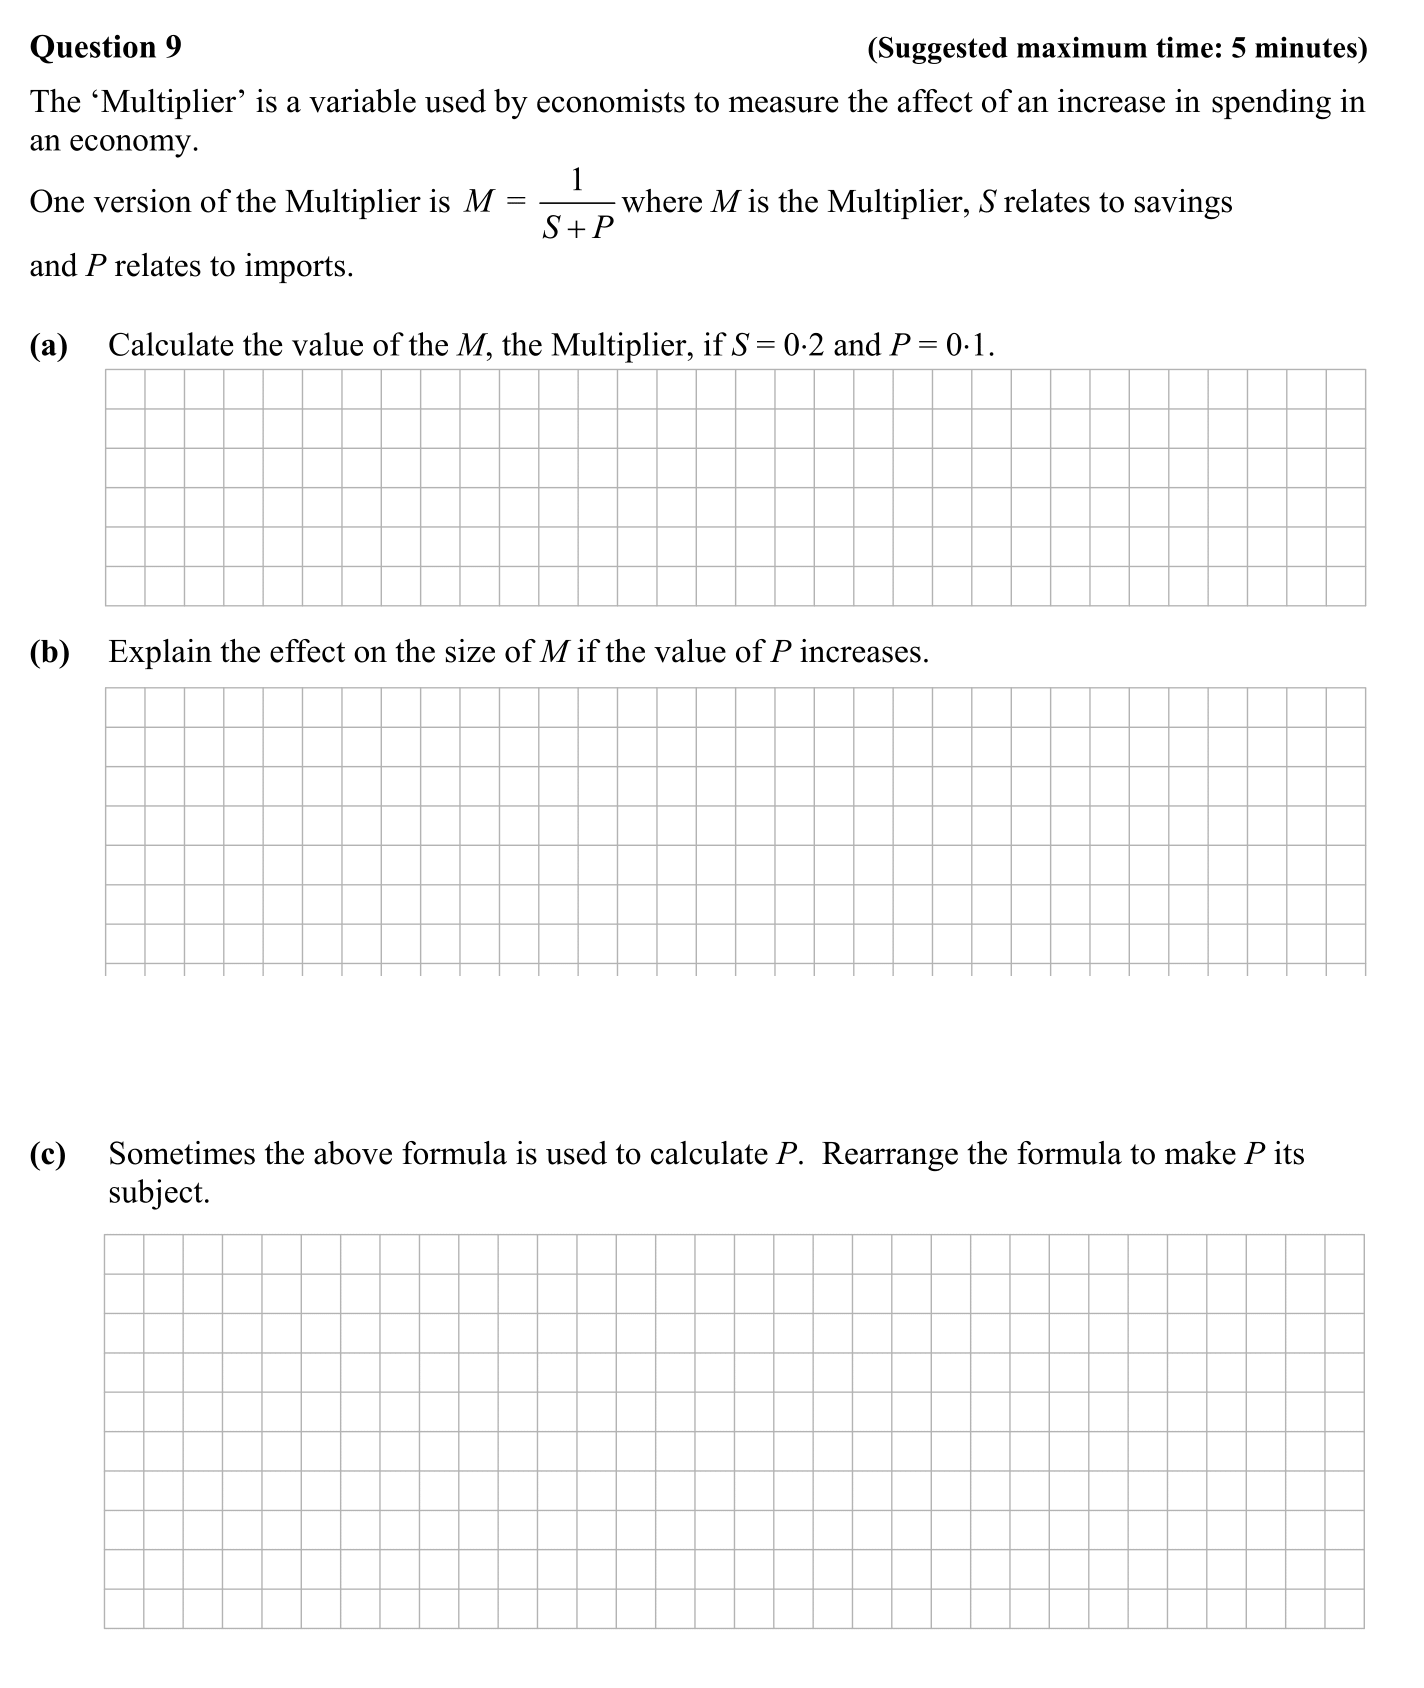 Question 9 (Suggested maximum time: 5 minutes)
The ‘Multiplier’ is a variable used by economists to measure the affect of an increase in spending in
an economy.
One version of the Multiplier is M = 1/(S + P) where M is the Multiplier, S relates to savings
and P relates to imports.
(a) Calculate the value of the M, the Multiplier, if S = 0·2 and P = 0·1.
(b) Explain the effect on the size of M if the value of P increases.
(c) Sometimes the above formula is used to calculate P. Rearrange the formula to make P its
subject.